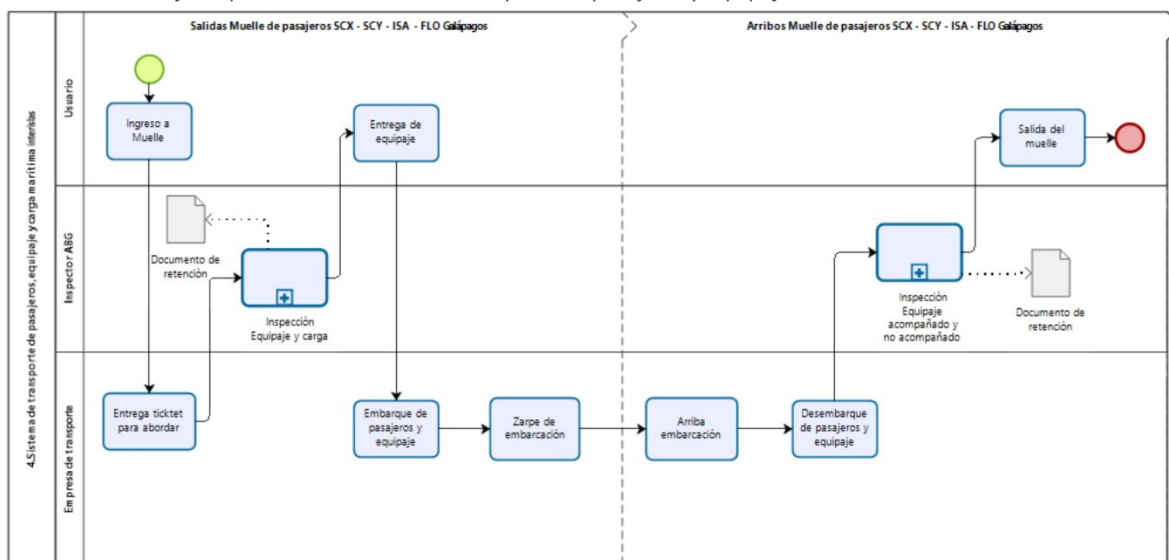 Salidas Muelle de pasajeros SCX - SCY - ISA - FLO Galápagos
Arribos Muelle de pasajeros SCX - SCY - ISA - FLO Galápagos
4.Sistema de transporte de pasajeros, equipaje y carga marítima interislas
Usuario
Ingreso a
Muelle
Entrega de
equipaje
Salida del
muelle
Inspector ABG
Documento de
retención
Inspección
Equipaje y carga
Inspección
Equipaje
acompañado y
no acompañado
Documento de
retención
Empresa de transporte
Entrega ticktet
para abordar
Embarque de
pasajeros y
equipaje
Zarpe de
embarcación
Arriba
embarcación
Desembarque
de pasajeros y
equipaje